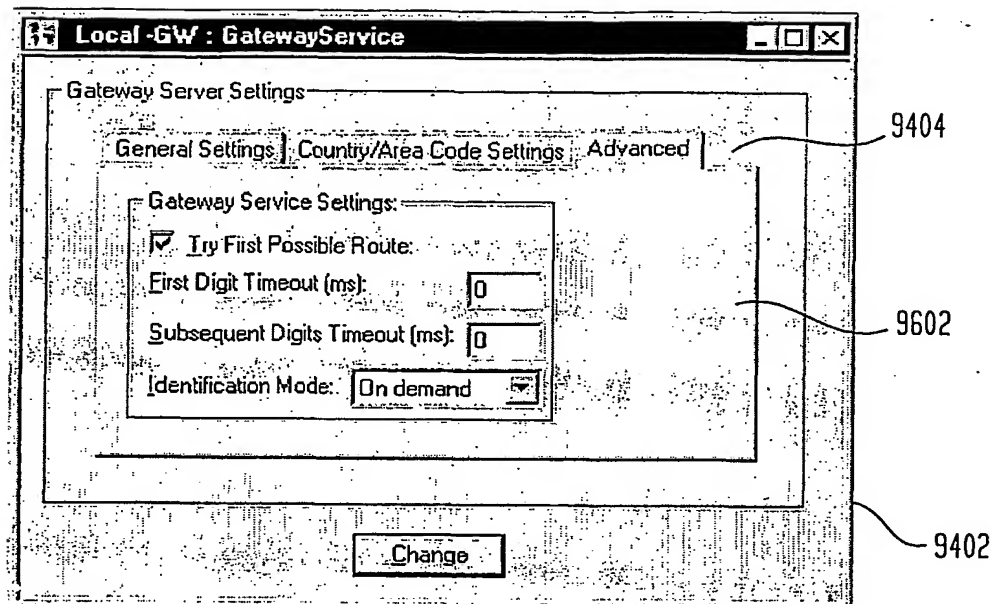 Local-GW : GatewayService
Gateway Server Settings
9404
General Settings Country/Area Code Settings Advanced
Gateway Service Settings:
Try First Possible Route:
First Digit Timeout (ms): 0
9602
Subsequent Digits Timeout (ms): 0
Identification Mode: On demand
Change
9402